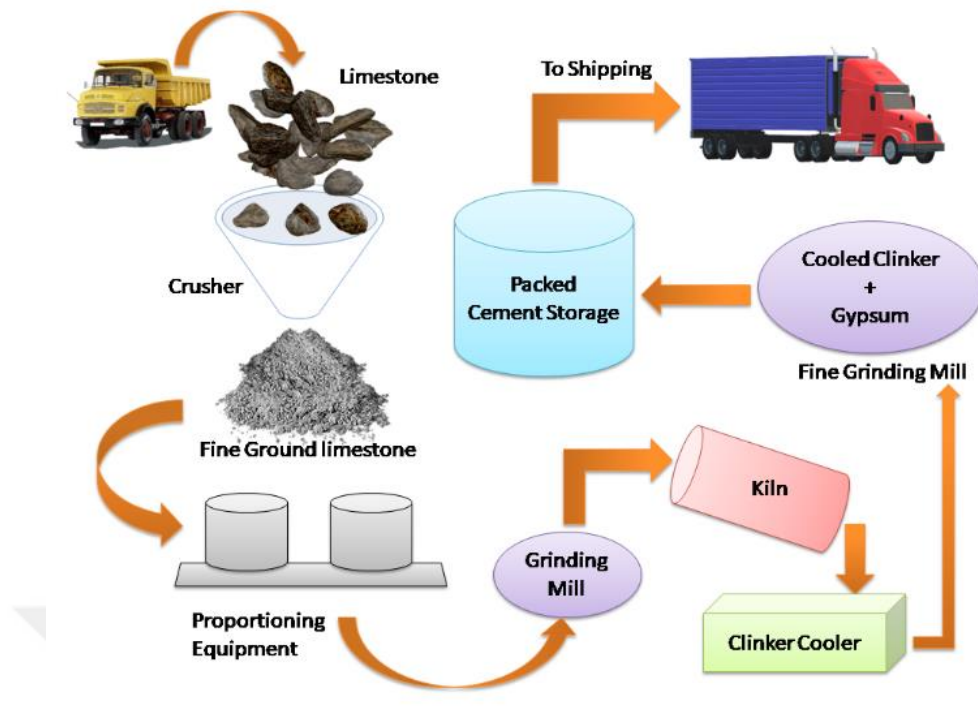 Limestone
Crusher
Fine Ground limestone
Proportioning
Equipment
Grinding
Mill
Kiln
Clinker Cooler
Fine Grinding Mill
Cooled Clinker
+
Gypsum
Packed
Cement Storage
To Shipping